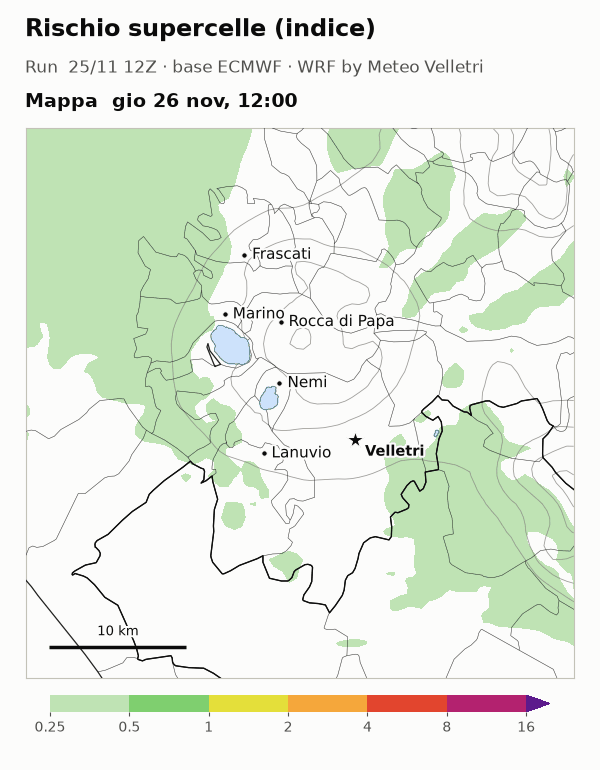 Rischio supercelle (indice)
Run  25/11 12Z · base ECMWF · WRF by Meteo Velletri
Mappa  gio 26 nov, 12:00
Frascati
Marino
Rocca di Papa
Nemi
Velletri
Lanuvio
10 km
0.25 0.5 1 2 4 8 16